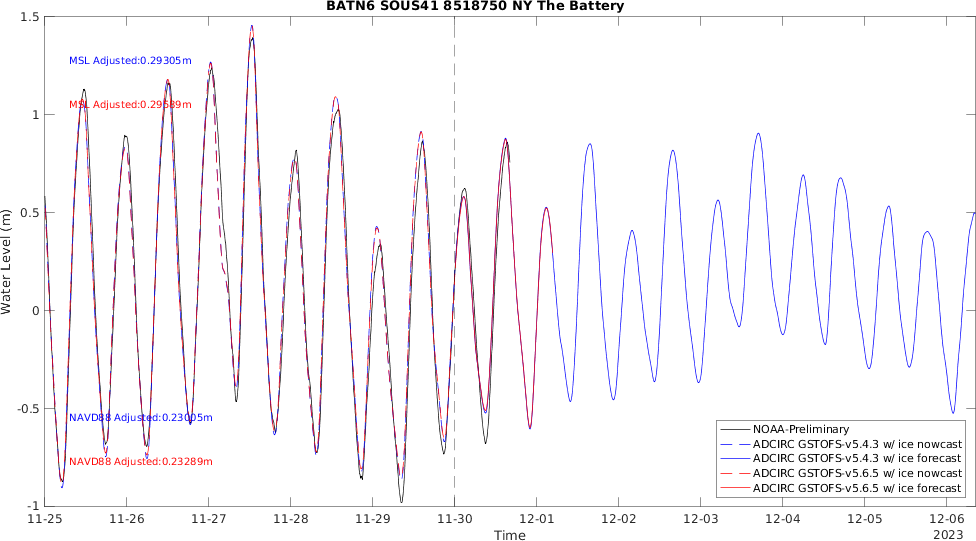 BATN6 SOUS41 8518750 NY The Battery
1.5
1
0.5
0
-0.5
-1
Water Level (m)
MSL Adjusted:0.29305m
MSL Adjusted:0.29589m
NAVD88 Adjusted:0.23005m
NAVD88 Adjusted:0.23289m
NOAA-Preliminary
ADCIRC GSTOFS-v5.4.3 w/ ice nowcast
ADCIRC GSTOFS-v5.4.3 w/ ice forecast
ADCIRC GSTOFS-v5.6.5 w/ ice nowcast
ADCIRC GSTOFS-v5.6.5 w/ ice forecast
11-25 11-26 11-27 11-28 11-29 11-30 12-01 12-02 12-03 12-04 12-05 12-06
Time 2023